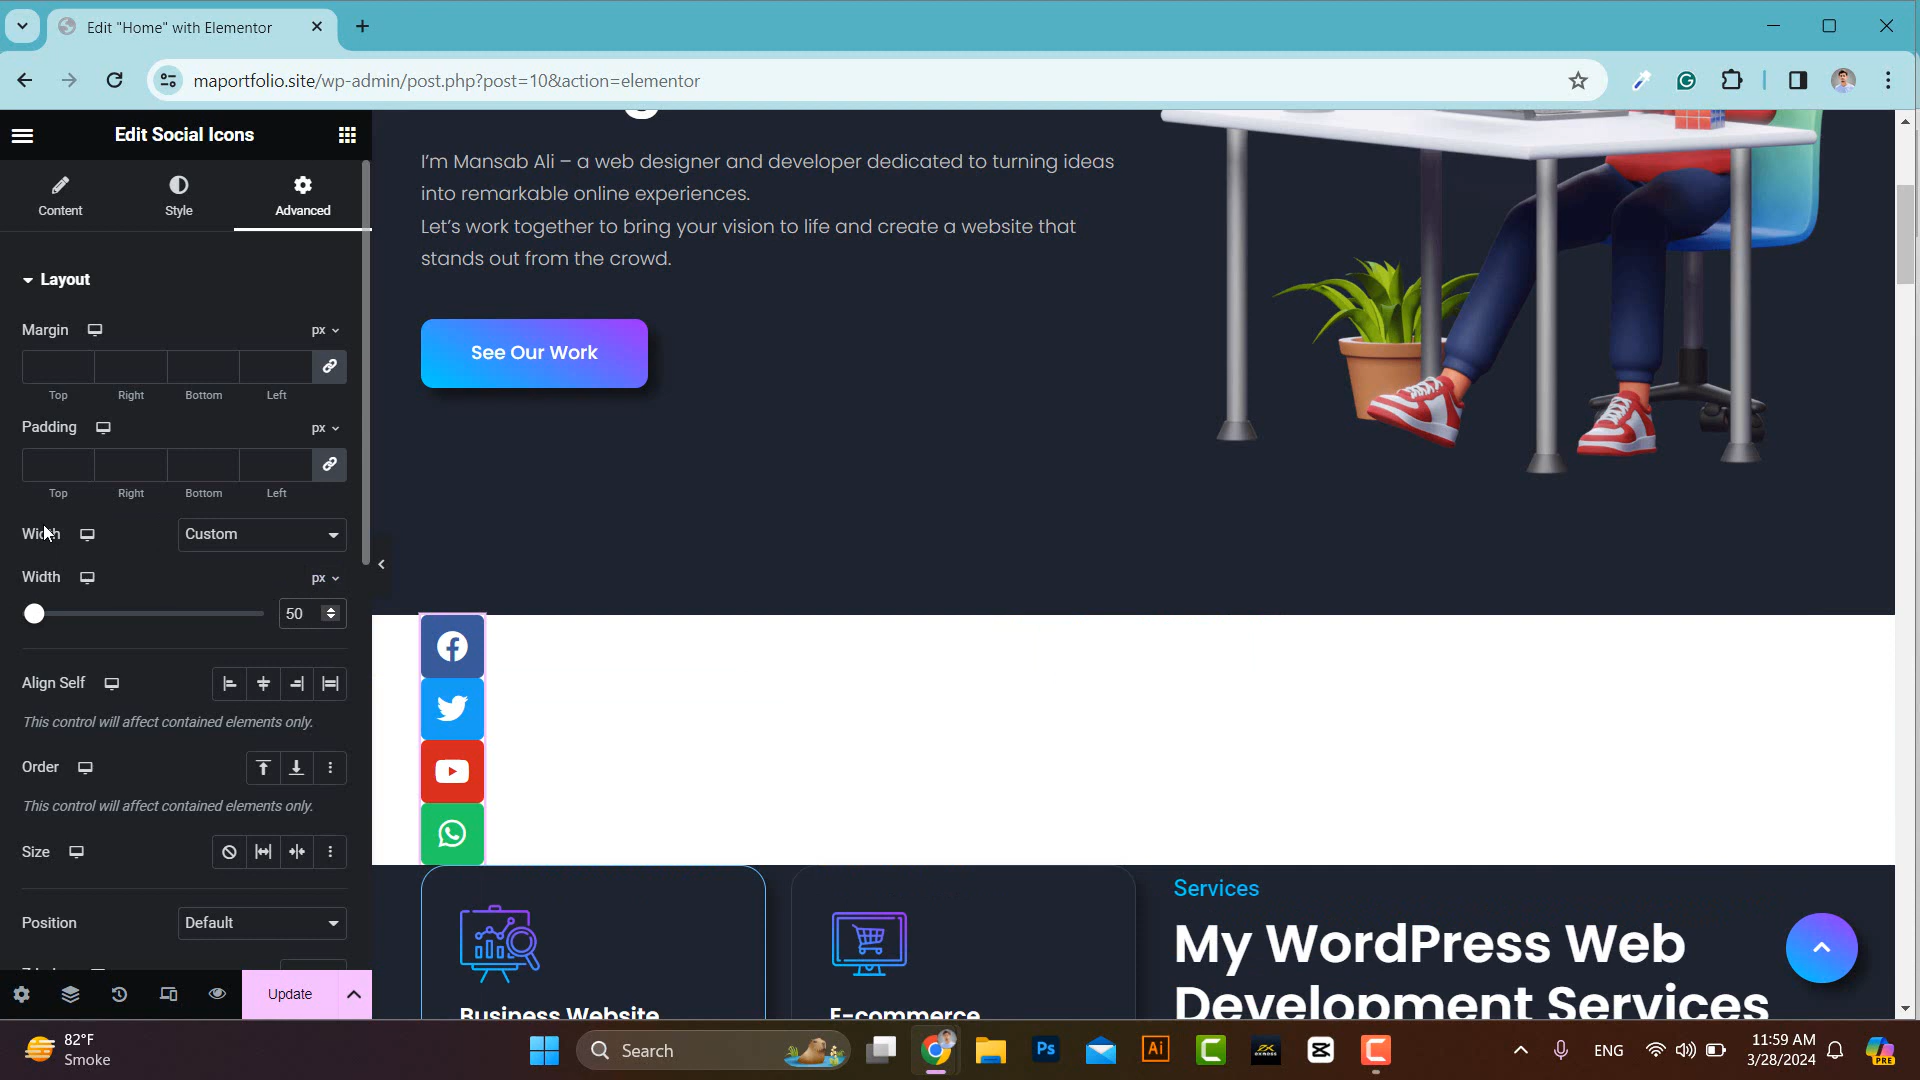 Edit "Home" with Elementor
maportfolio.site/wp-admin/post.php?post=10&action=elementor
Edit Social Icons
Content
Style
Advanced
Layout
Margin
px
Top
Right
Bottom
Left
Padding
px
Top
Right
Bottom
Left
Width
Custom
Width
px
50
Align Self
This control will affect contained elements only.
Order
This control will affect contained elements only.
Size
Position
Default
Update
I'm Mansab Ali – a web designer and developer dedicated to turning ideas
into remarkable online experiences.
Let's work together to bring your vision to life and create a website that
stands out from the crowd.
See Our Work
Business Website
E-commerce
Services
My WordPress Web
Development Services
82°F
Smoke
Search
Ps
Ai
ENG
11:59 AM
3/28/2024
PRE